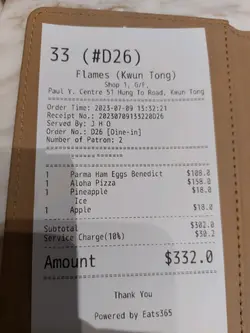 33 (#D26)
Flames (Kwun Tong)
Shop 1, G/F,
Paul Y. Centre 51 Hung To Road, Kwun Tong
Order Time: 2023-07-09 13:32:21
Receipt No.: 20230709133220D26
Served By: J H O
Order No.: D26 [Dine-in]
Number of Patron: 2
1 Parma Ham Eggs Benedict $108.0
1 Aloha Pizza $158.0
1 Pineapple $18.0
Ice
1 Apple $18.0
Subtotal $302.0
Service Charge(10%) $30.2
Amount $332.0
Thank You
Powered by Eats365